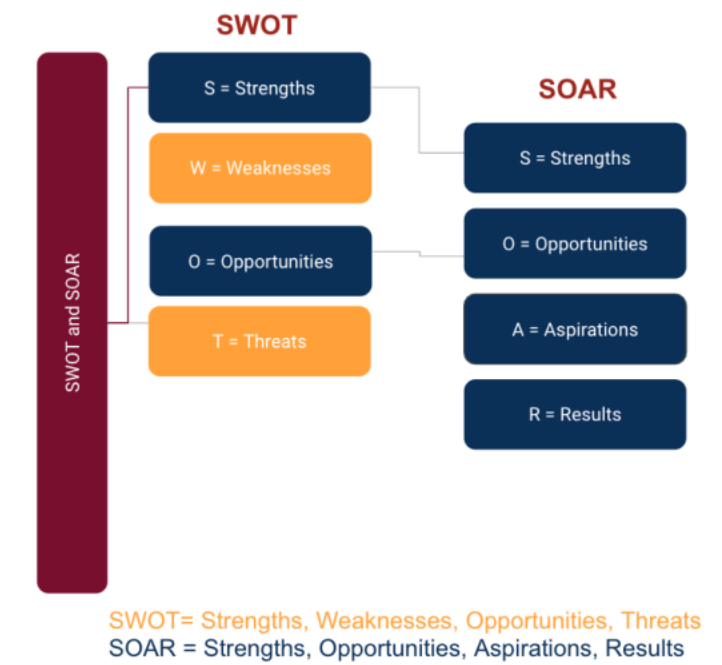 SWOT
S = Strengths
W = Weaknesses
O = Opportunities
T = Threats
SOAR
S = Strengths
O = Opportunities
A = Aspirations
R = Results
SWOT and SOAR
SWOT= Strengths, Weaknesses, Opportunities, Threats
SOAR = Strengths, Opportunities, Aspirations, Results